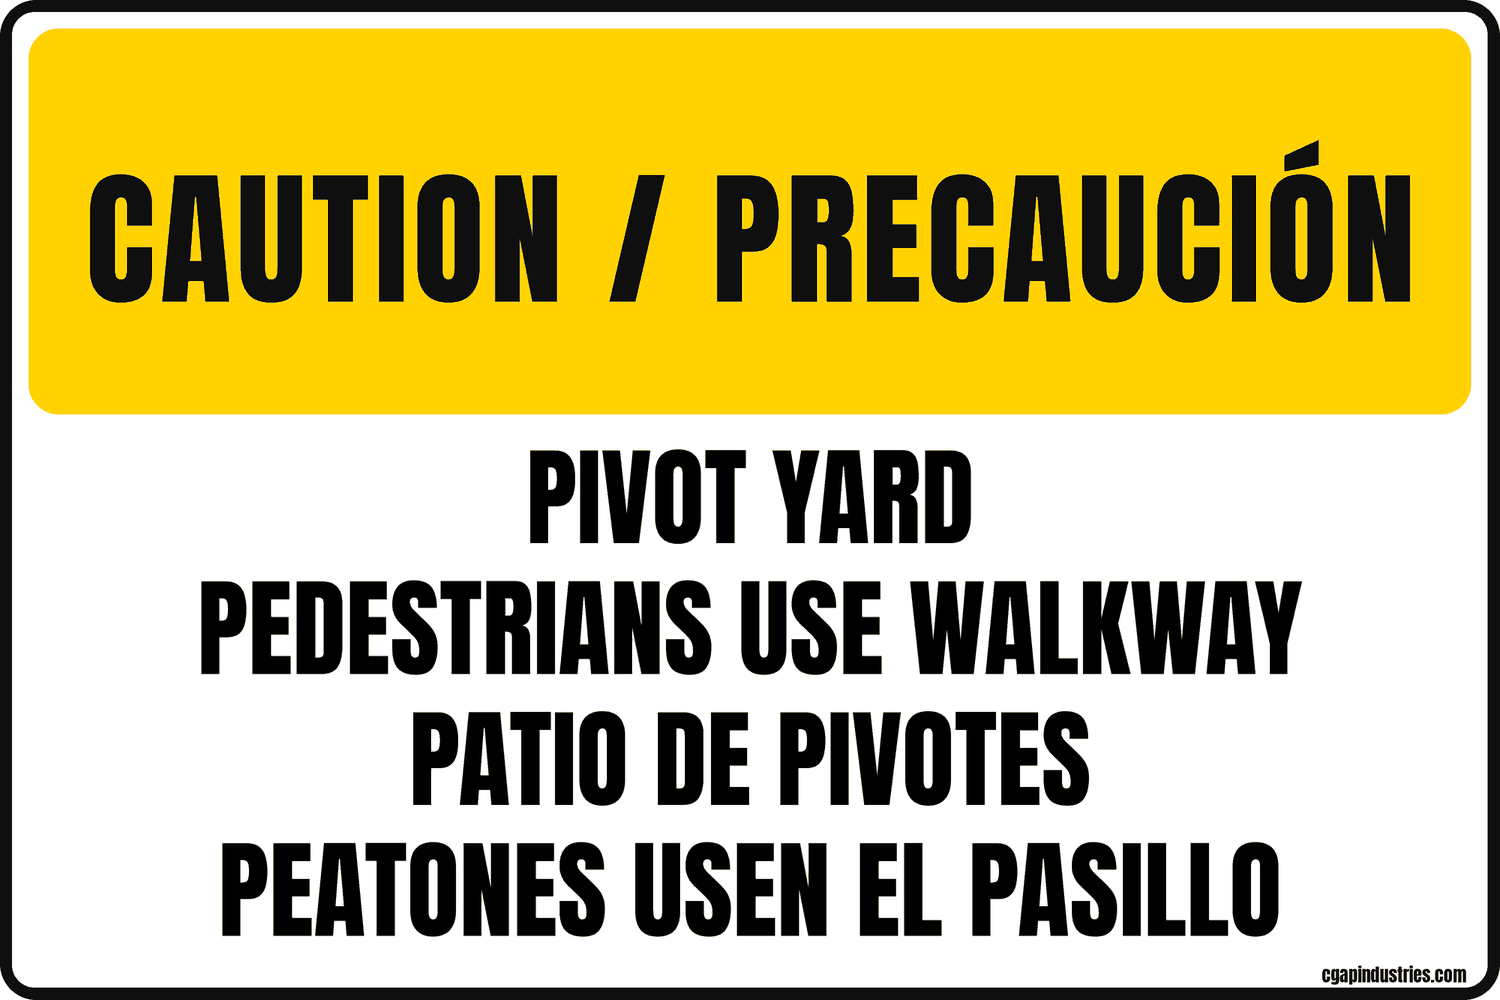 CAUTION / PRECAUCIÓN
PIVOT YARD
PEDESTRIANS USE WALKWAY
PATIO DE PIVOTES
PEATONES USEN EL PASILLO
cgapindustries.com